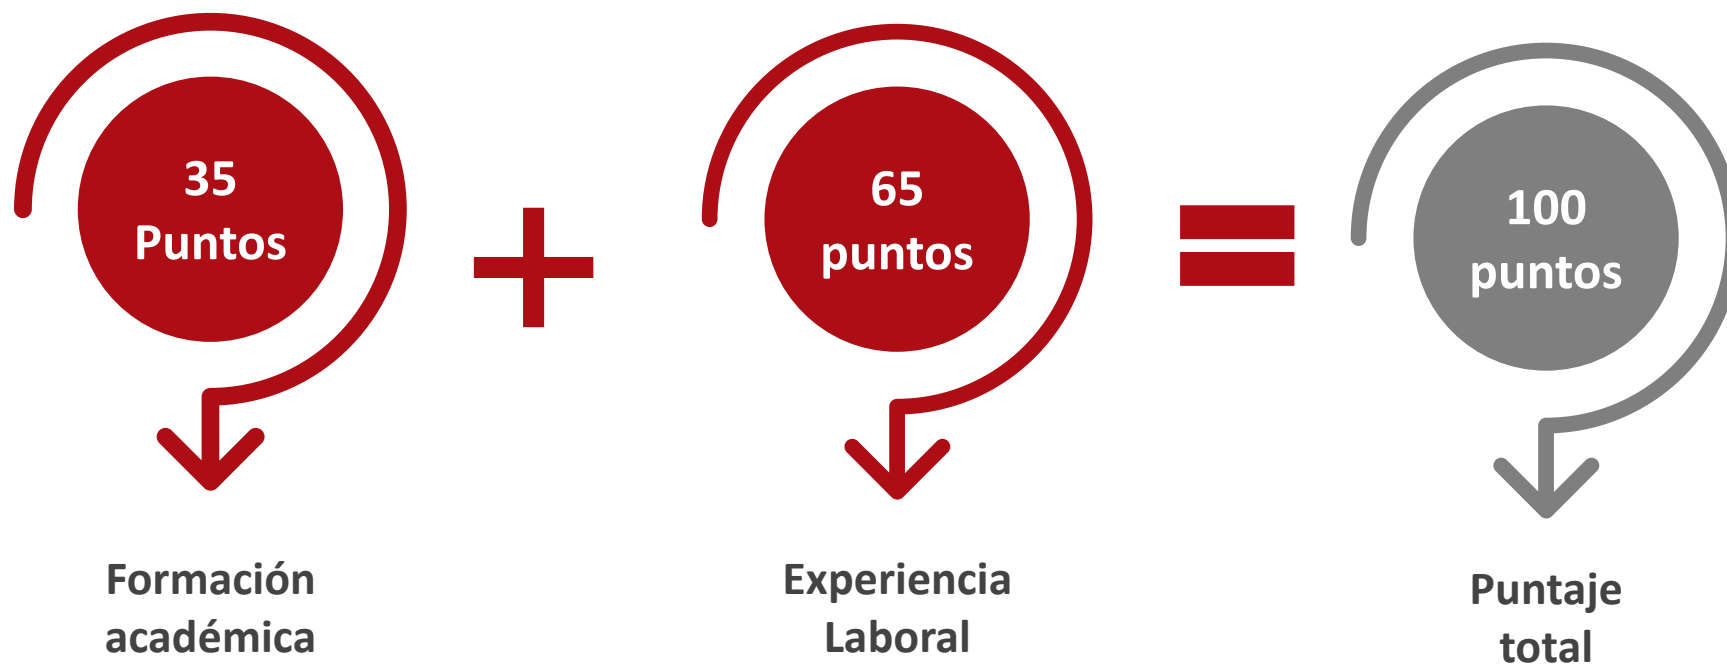 35
Puntos
65
puntos
100
puntos
Formación
académica
Experiencia
Laboral
Puntaje
total